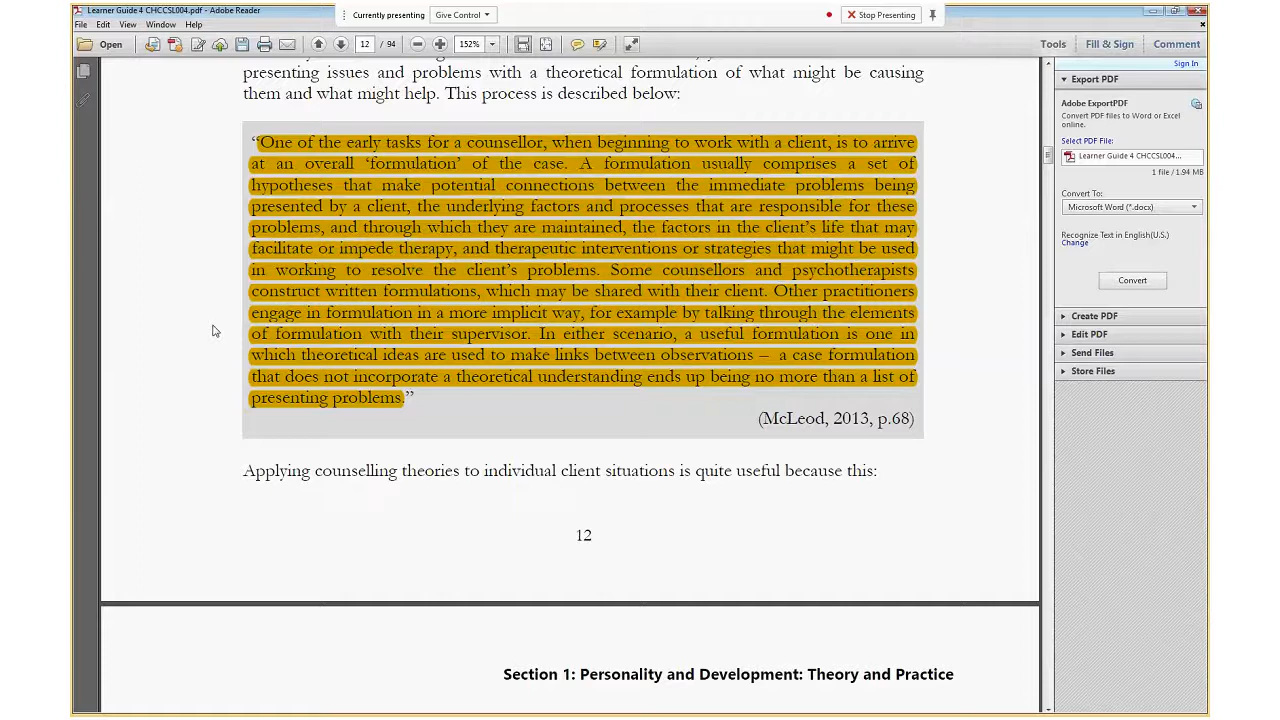 Learner Guide 4 CHCCSL004.pdf - Adobe Reader
Currently presenting Give Control Stop Presenting
File Edit View Window Help
Open 12 / 94 152% Tools Fill & Sign Comment
presenting issues and problems with a theoretical formulation of what might be causing
them and what might help. This process is described below:
“One of the early tasks for a counsellor, when beginning to work with a client, is to arrive
at an overall ‘formulation’ of the case. A formulation usually comprises a set of
hypotheses that make potential connections between the immediate problems being
presented by a client, the underlying factors and processes that are responsible for these
problems, and through which they are maintained, the factors in the client’s life that may
facilitate or impede therapy, and therapeutic interventions or strategies that might be used
in working to resolve the client’s problems. Some counsellors and psychotherapists
construct written formulations, which may be shared with their client. Other practitioners
engage in formulation in a more implicit way, for example by talking through the elements
of formulation with their supervisor. In either scenario, a useful formulation is one in
which theoretical ideas are used to make links between observations – a case formulation
that does not incorporate a theoretical understanding ends up being no more than a list of
presenting problems.”
(McLeod, 2013, p.68)
Applying counselling theories to individual client situations is quite useful because this:
12
Section 1: Personality and Development: Theory and Practice
Sign In
Export PDF
Adobe ExportPDF
Convert PDF files to Word or Excel
online.
Select PDF File:
Learner Guide 4 CHCCSL004...
1 file / 1.94 MB
Convert To:
Microsoft Word (*.docx)
Recognize Text in English(U.S.)
Change
Convert
Create PDF
Edit PDF
Send Files
Store Files